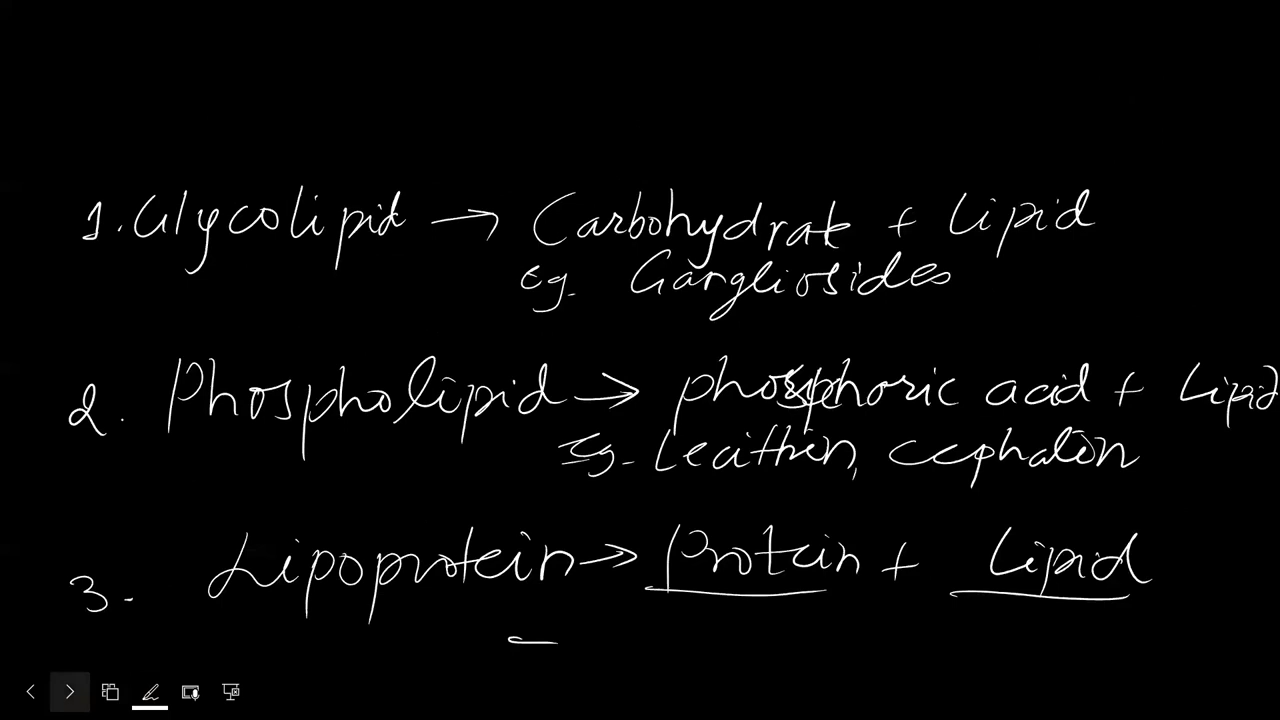 1. Glycolipid → Carbohydrate + Lipid
Eg. Gangliosides
2. Phospholipid → phosphoric acid + Lipid
Eg. Lecithin, cephalin
3. Lipoprotein → Protein + Lipid